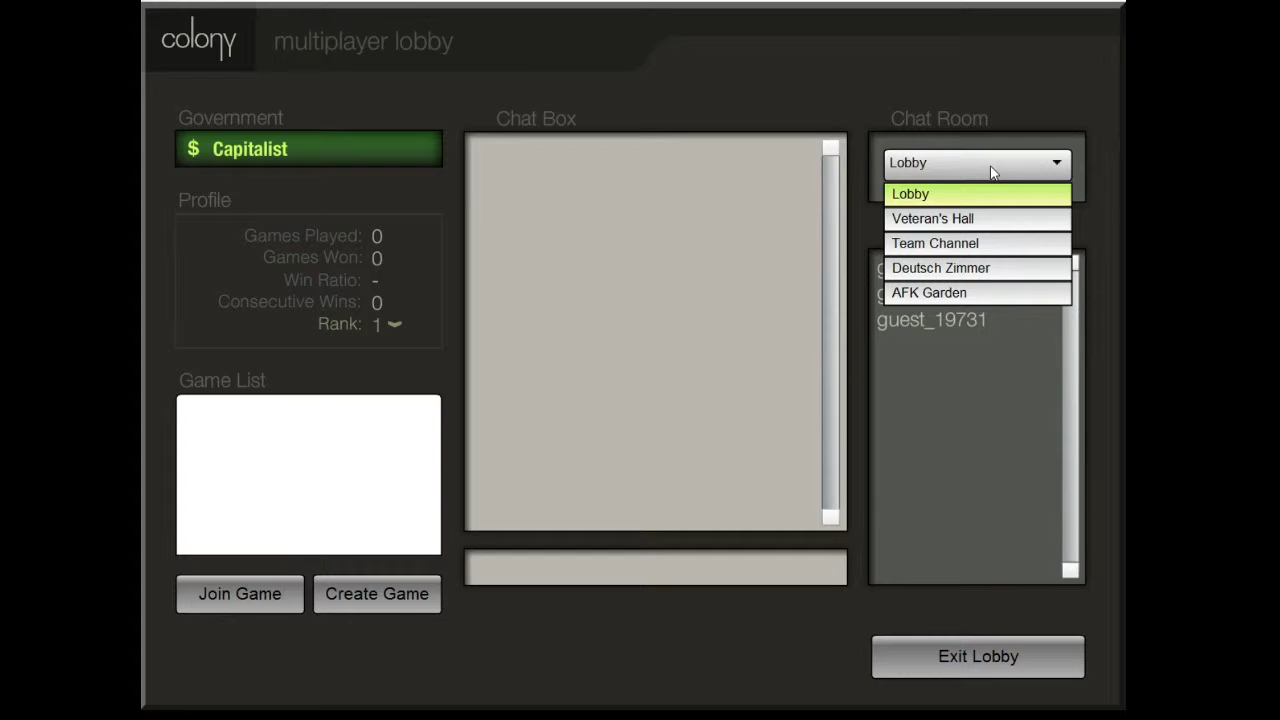 colony
multiplayer lobby
Government
$ Capitalist
Profile
Games Played: 0
Games Won: 0
Win Ratio: -
Consecutive Wins: 0
Rank: 1
Game List
Join Game
Create Game
Chat Box
Chat Room
Lobby
Lobby
Veteran's Hall
Team Channel
Deutsch Zimmer
AFK Garden
guest_19731
Exit Lobby